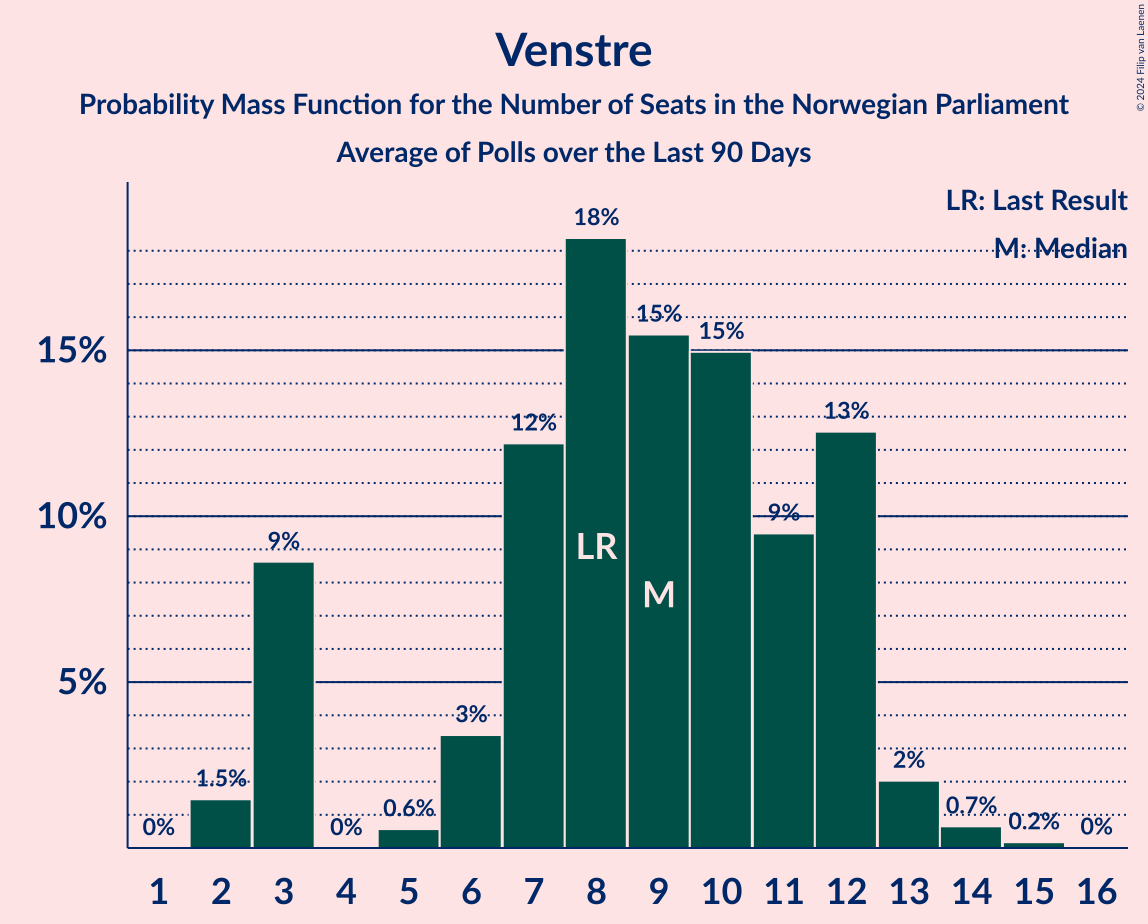 Venstre
Probability Mass Function for the Number of Seats in the Norwegian Parliament
Average of Polls over the Last 90 Days
© 2024 Filip van Laenen
LR: Last Result
M: Median
15%
10%
5%
0%
1.5%
9%
0%
0.6%
3%
12%
18%
15%
15%
9%
13%
2%
0.7%
0.2%
0%
LR
M
1 2 3 4 5 6 7 8 9 10 11 12 13 14 15 16